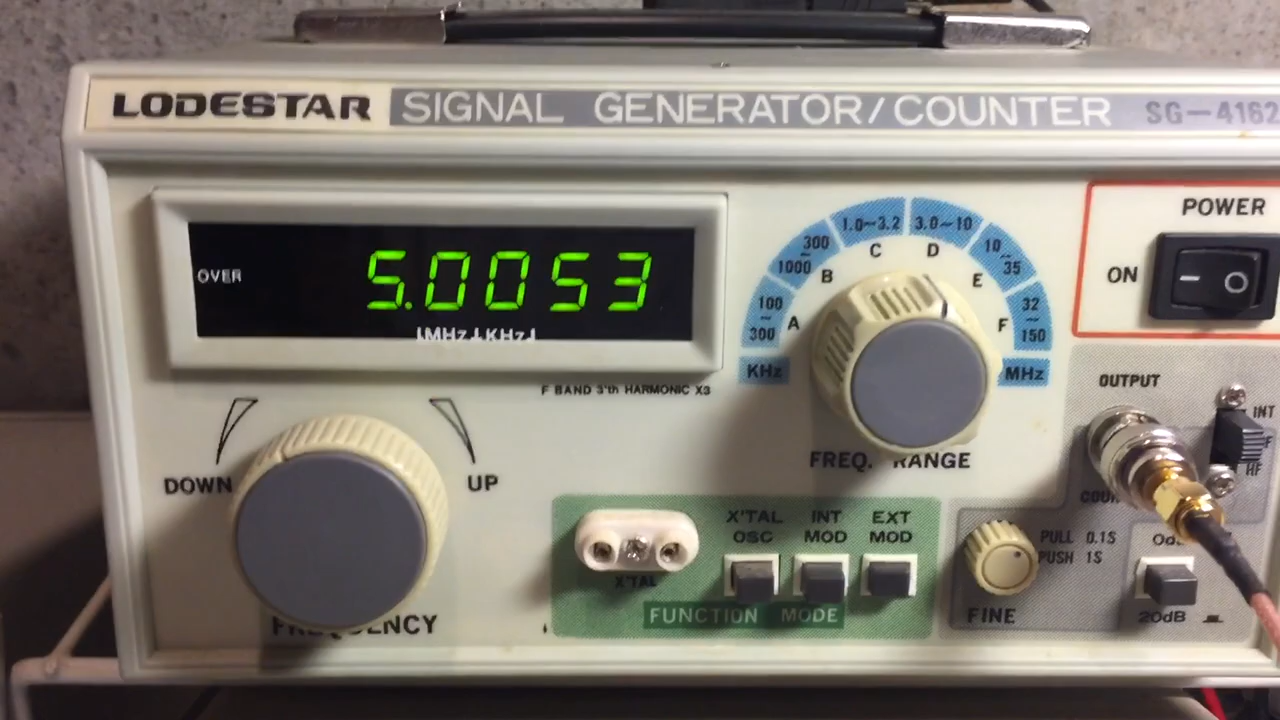 LODESTAR SIGNAL GENERATOR/COUNTER SG-4162
OVER 5.0053
MHz KHz
F BAND 3'th HARMONIC X3
100~300 A
300~1000 B
1.0~3.2 C
3.0~10 D
10~35 E
32~150 F
KHz MHz
FREQ. RANGE
POWER
ON
DOWN UP
FREQUENCY
OUTPUT
INT
HF
X'TAL
X'TAL OSC
INT MOD
EXT MOD
FUNCTION MODE
PULL 0.1S
PUSH 1S
FINE
20dB